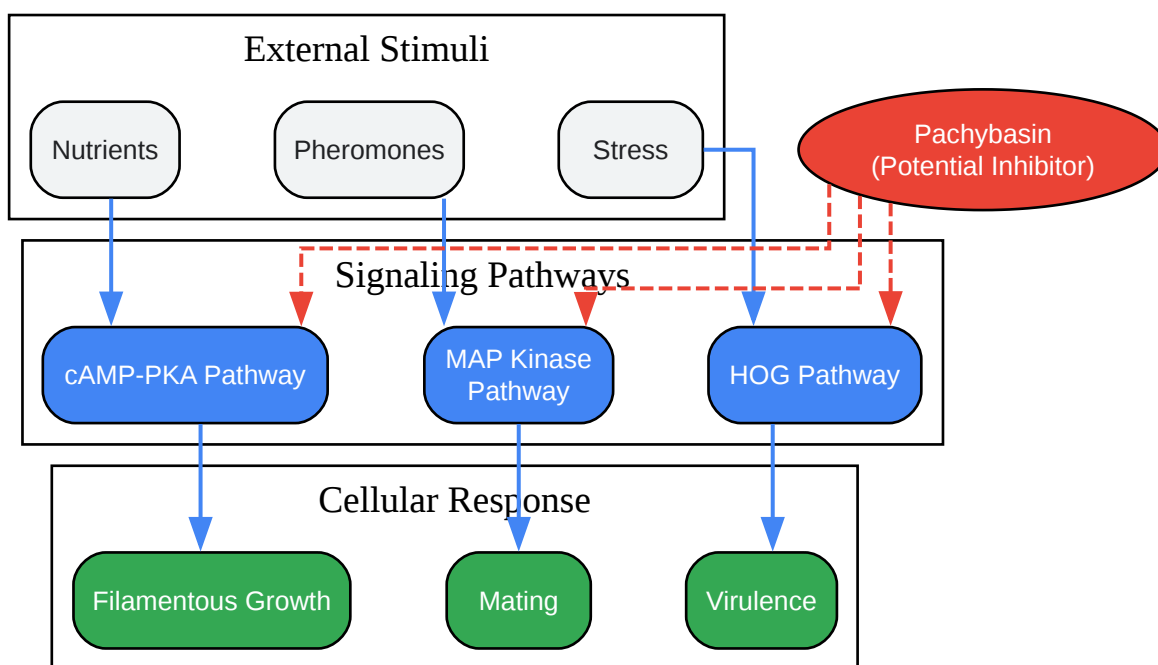 External Stimuli
Nutrients
Pheromones
Stress
Pachybasin
(Potential Inhibitor)
Signaling Pathways
cAMP-PKA Pathway
MAP Kinase
Pathway
HOG Pathway
Cellular Response
Filamentous Growth
Mating
Virulence